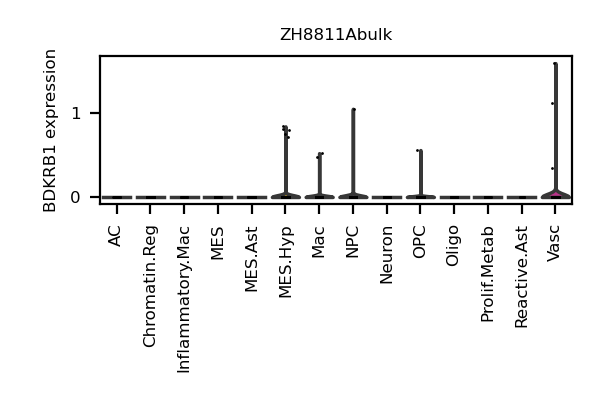 ZH8811Abulk
BDKRB1 expression
1
0
AC
Chromatin.Reg
Inflammatory.Mac
MES
MES.Ast
MES.Hyp
Mac
NPC
Neuron
OPC
Oligo
Prolif.Metab
Reactive.Ast
Vasc